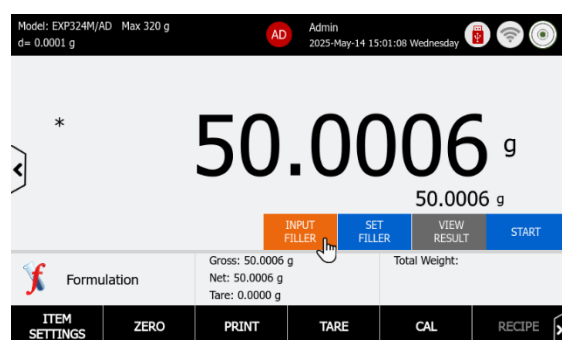 Model: EXP324M/AD Max 320 g
d= 0.0001 g
AD
Admin
2025-May-14 15:01:08 Wednesday
*
50.0006 g
50.0006 g
INPUT
FILLER
SET
FILLER
VIEW
RESULT
START
Formulation
Gross: 50.0006 g
Net: 50.0006 g
Tare: 0.0000 g
Total Weight:
ITEM
SETTINGS
ZERO
PRINT
TARE
CAL
RECIPE